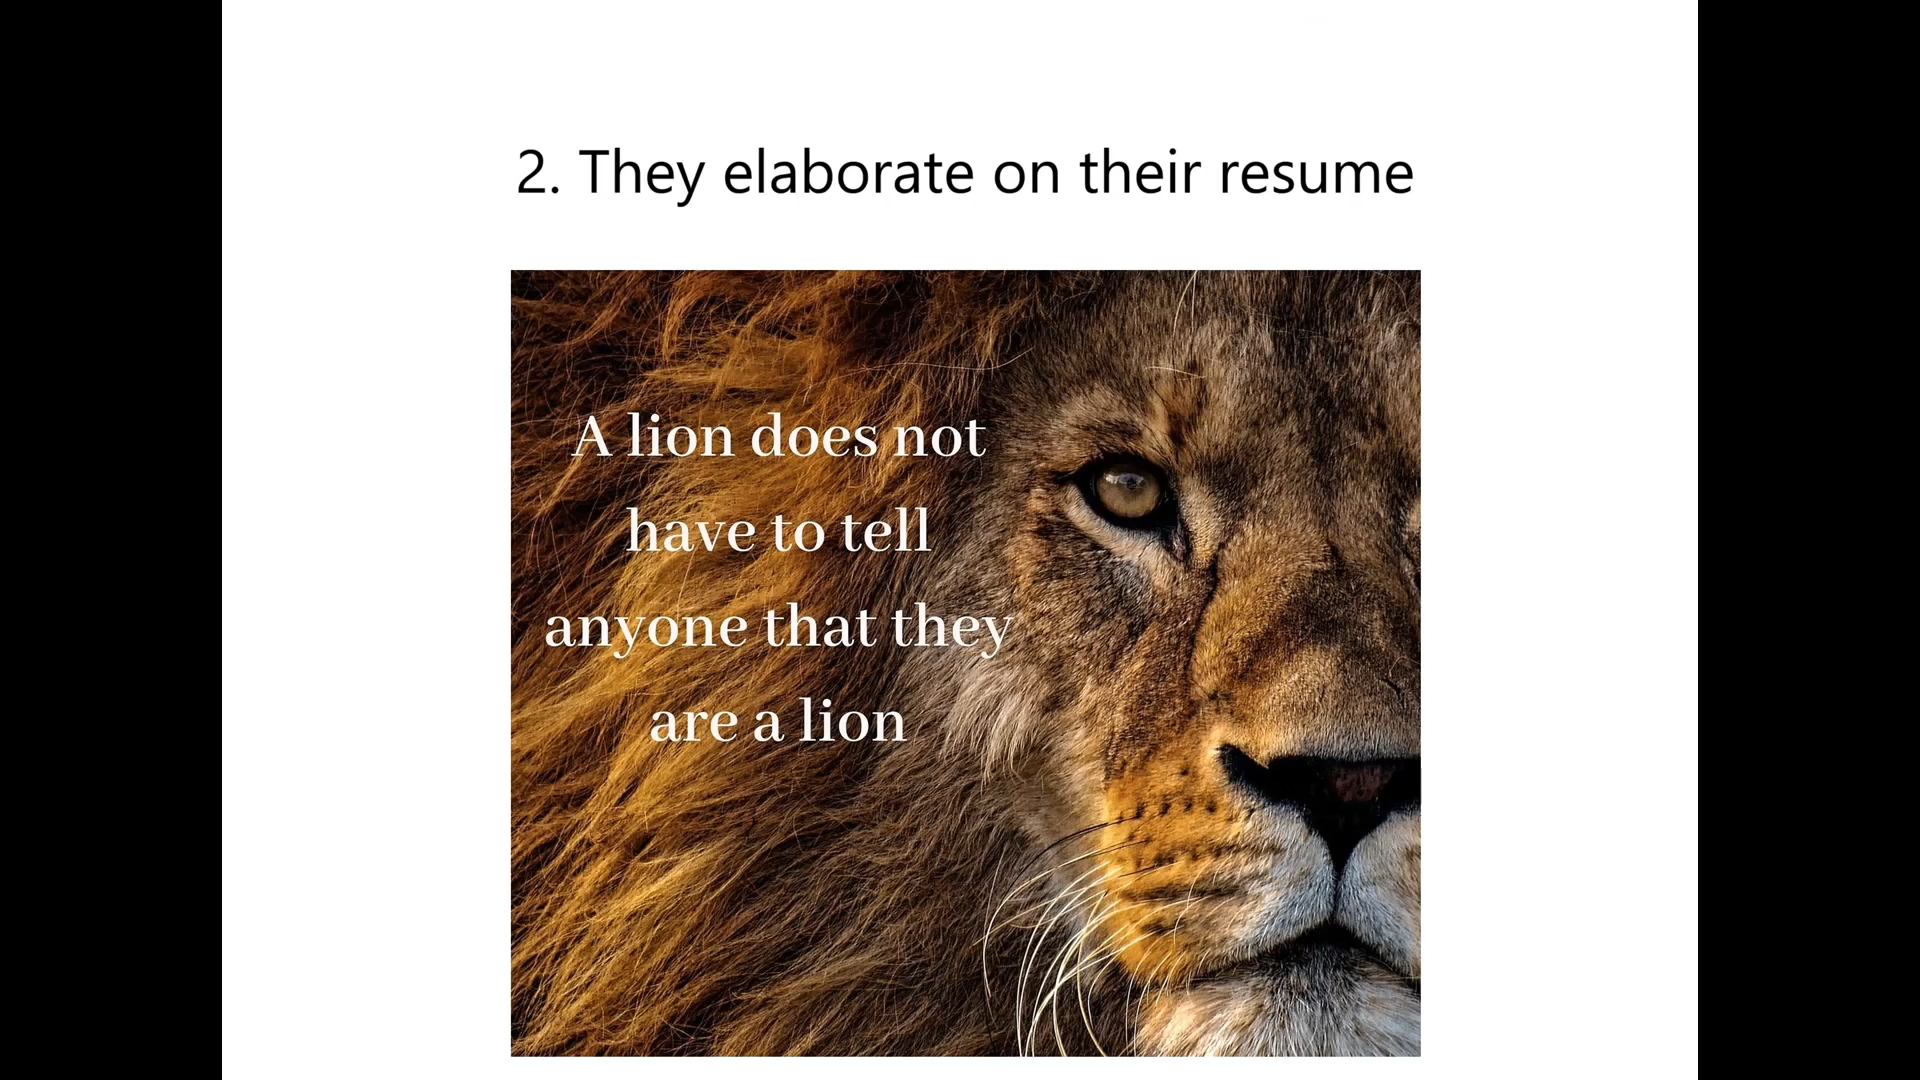 2. They elaborate on their resume
A lion does not
have to tell
anyone that they
are a lion